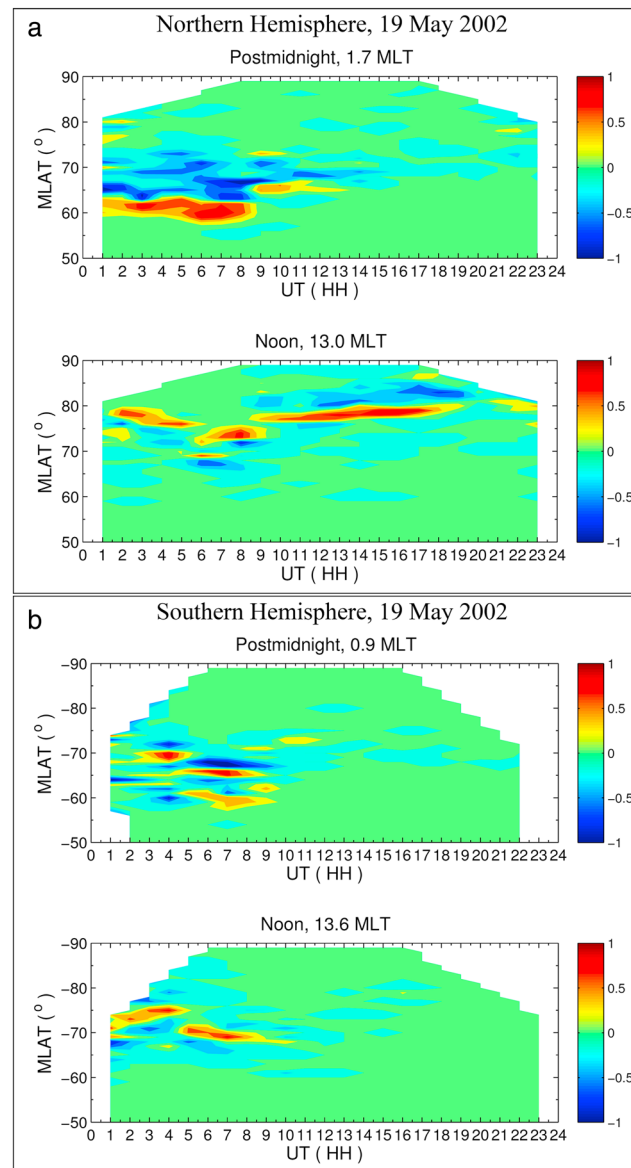 a
Northern Hemisphere, 19 May 2002
Postmidnight, 1.7 MLT
MLAT ( o )
90
80
70
60
50
0 1 2 3 4 5 6 7 8 9 10 11 12 13 14 15 16 17 18 19 20 21 22 23 24
UT ( HH )
1
0.5
0
−0.5
−1
Noon, 13.0 MLT
MLAT ( o )
90
80
70
60
50
0 1 2 3 4 5 6 7 8 9 10 11 12 13 14 15 16 17 18 19 20 21 22 23 24
UT ( HH )
1
0.5
0
−0.5
−1
b
Southern Hemisphere, 19 May 2002
Postmidnight, 0.9 MLT
MLAT ( o )
−90
−80
−70
−60
−50
0 1 2 3 4 5 6 7 8 9 10 11 12 13 14 15 16 17 18 19 20 21 22 23 24
UT ( HH )
1
0.5
0
−0.5
−1
Noon, 13.6 MLT
MLAT ( o )
−90
−80
−70
−60
−50
0 1 2 3 4 5 6 7 8 9 10 11 12 13 14 15 16 17 18 19 20 21 22 23 24
UT ( HH )
1
0.5
0
−0.5
−1